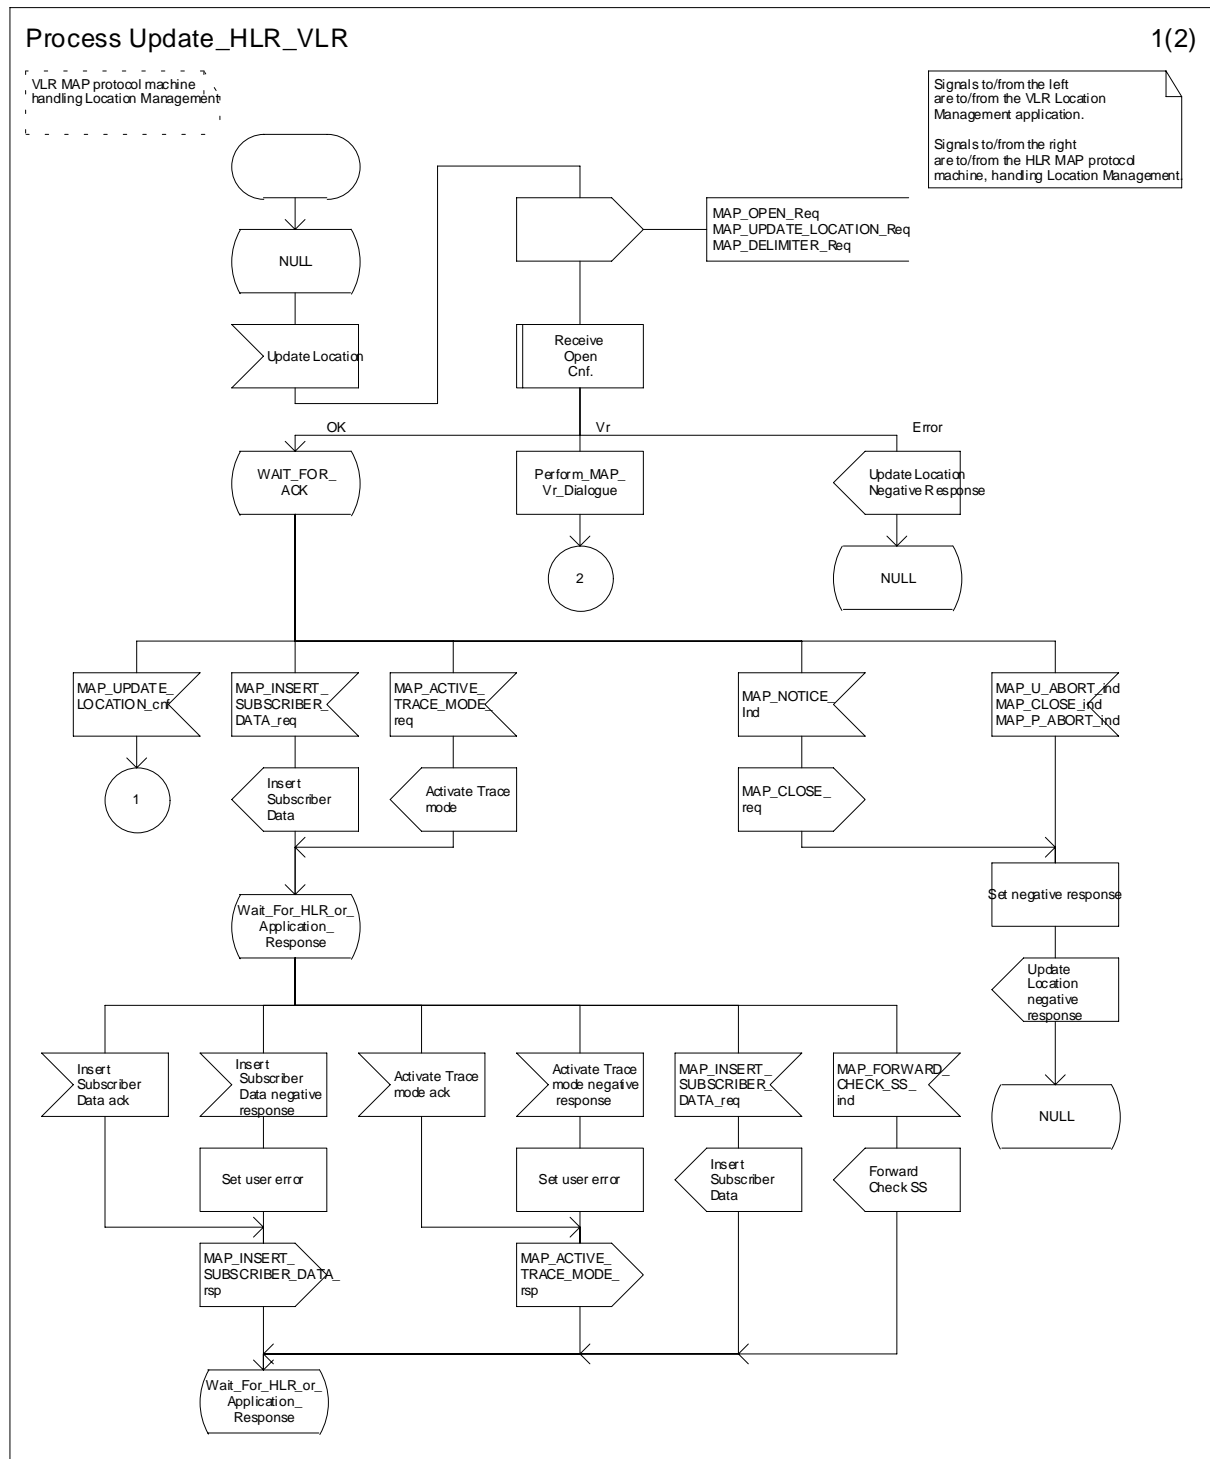 Process Update_HLR_VLR
1(2)
VLR MAP protocol machine
handling Location Management
Signals to/from the left
are to/from the VLR Location
Management application.
Signals to/from the right
are to/from the HLR MAP protocol
machine, handling Location Management.
MAP_OPEN_Req
MAP_UPDATE_LOCATION_Req
MAP_DELIMITER_Req
NULL
Update Location
Receive
Open
Cnf.
OK
Vr
Error
WAIT_FOR_
ACK
Perform_MAP_
Vr_Dialogue
Update Location
Negative Response
2
NULL
MAP_UPDATE_
LOCATION_cnf
MAP_INSERT_
SUBSCRIBER_
DATA_req
MAP_ACTIVE_
TRACE_MODE_
req
MAP_NOTICE_
Ind
MAP_U_ABORT_ind
MAP_CLOSE_ind
MAP_P_ABORT_ind
1
Insert
Subscriber
Data
Activate Trace
mode
MAP_CLOSE_
req
Set negative response
Wait_For_HLR_or_
Application_
Response
Update
Location
negative
response
Insert
Subscriber
Data ack
Insert
Subscriber
Data negative
response
Activate Trace
mode ack
Activate Trace
mode negative
response
MAP_INSERT_
SUBSCRIBER_
DATA_req
MAP_FORWARD_
CHECK_SS_
ind
NULL
Set user error
Set user error
Insert
Subscriber
Data
Forward
Check SS
MAP_INSERT_
SUBSCRIBER_DATA_
rsp
MAP_ACTIVE_
TRACE_MODE_
rsp
Wait_For_HLR_or_
Application_
Response